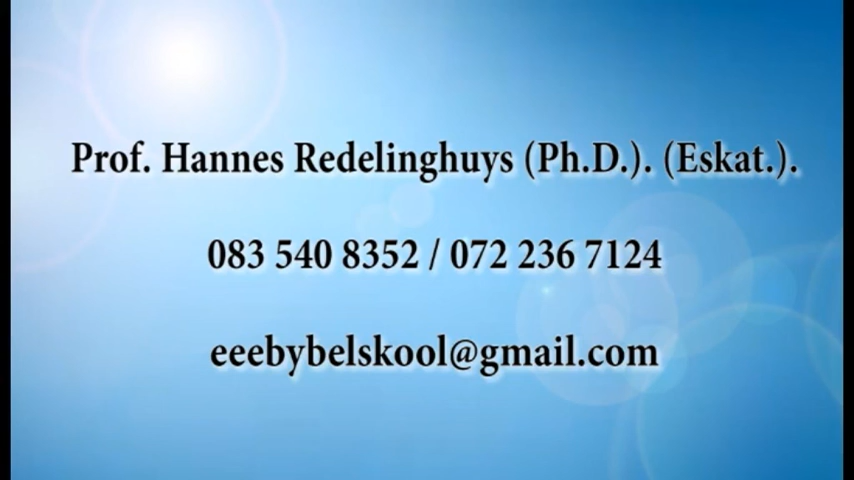 Prof. Hannes Redelinghuys (Ph.D.). (Eskat.).
083 540 8352 / 072 236 7124
eeebybelskool@gmail.com